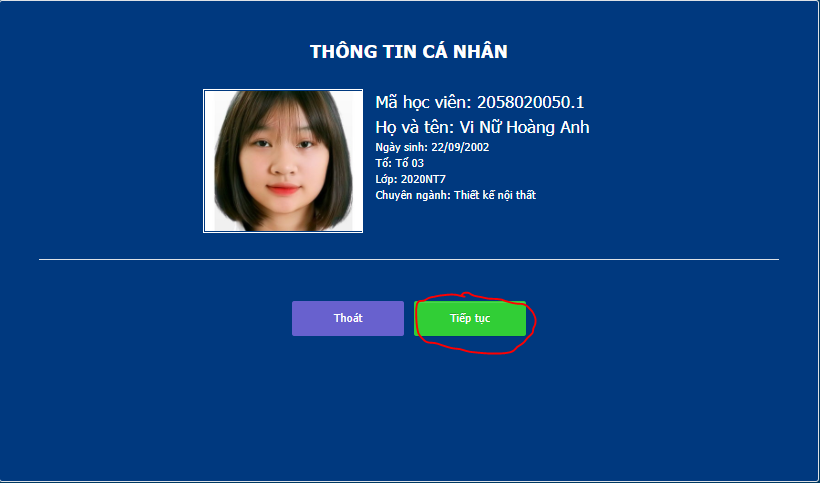 THÔNG TIN CÁ NHÂN
Mã học viên: 2058020050.1
Họ và tên: Vi Nữ Hoàng Anh
Ngày sinh: 22/09/2002
Tổ: Tổ 03
Lớp: 2020NT7
Chuyên ngành: Thiết kế nội thất
Thoát
Tiếp tục